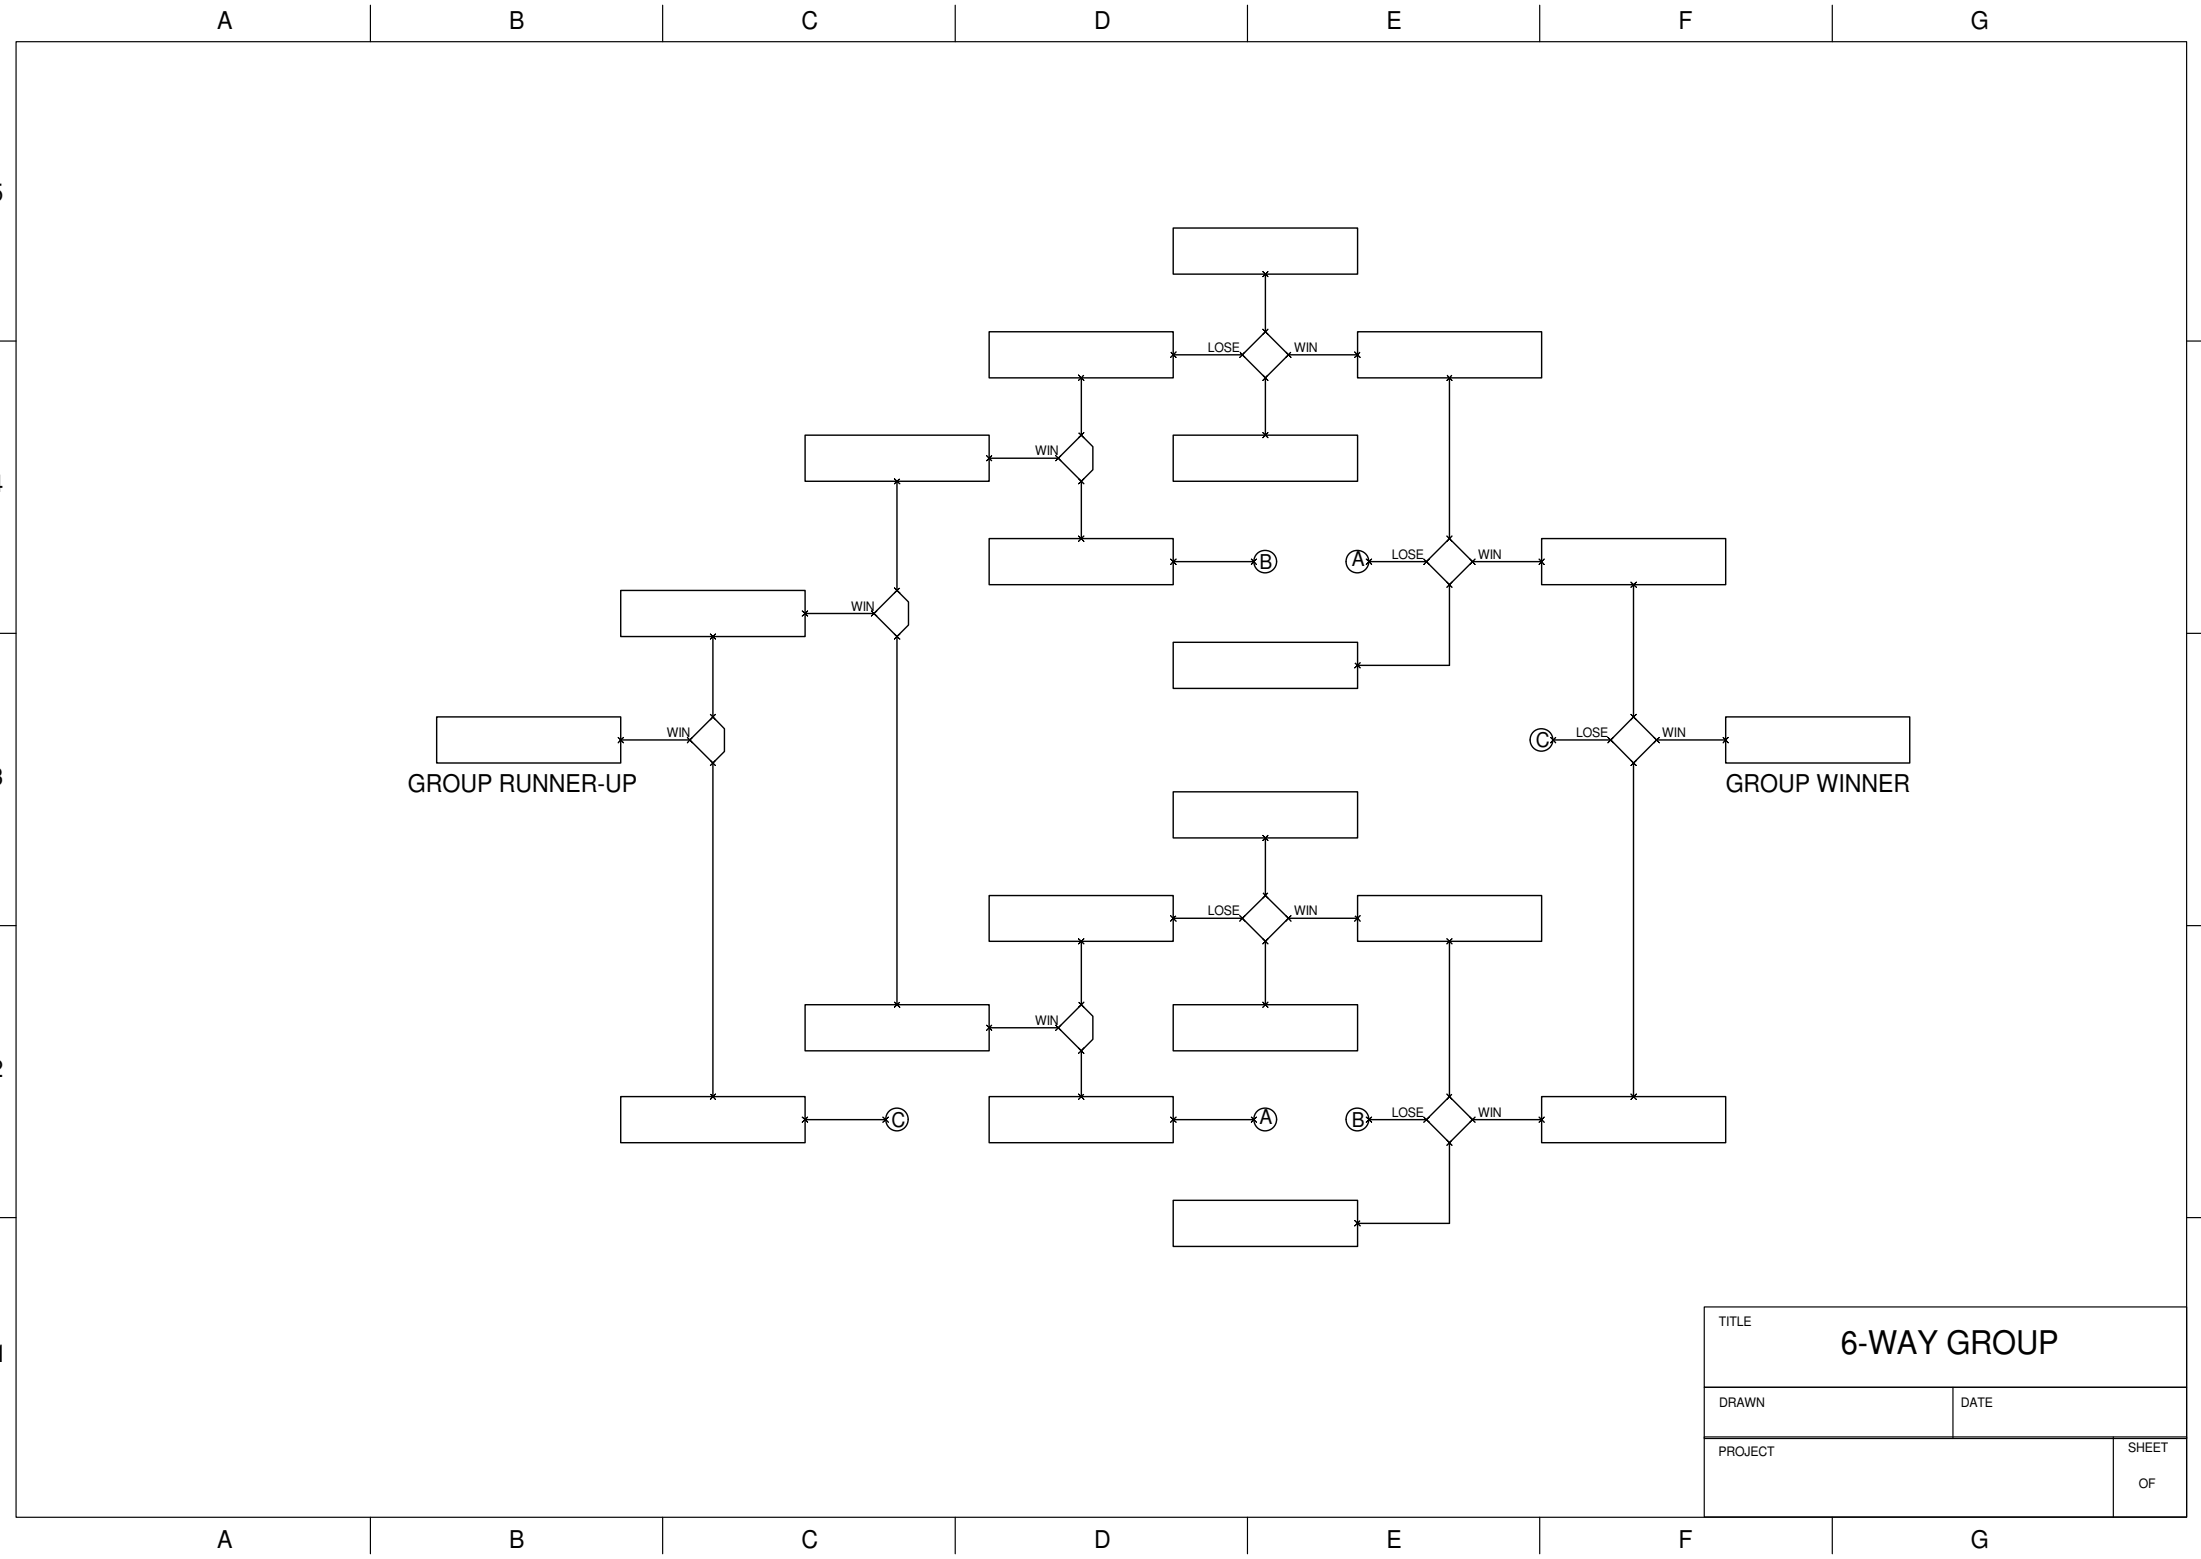 A B C D E F G
LOSE WIN
WIN
B A LOSE WIN
WIN
WIN C LOSE WIN
GROUP RUNNER-UP GROUP WINNER
LOSE WIN
WIN
C A B LOSE WIN
TITLE
6-WAY GROUP
DRAWN DATE
PROJECT SHEET
OF
A B C D E F G